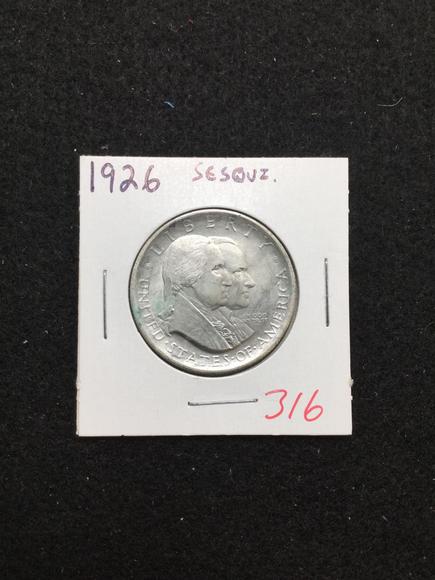 1926 SESQUI.
LIBERTY
UNITED·STATES·OF·AMERICA
316